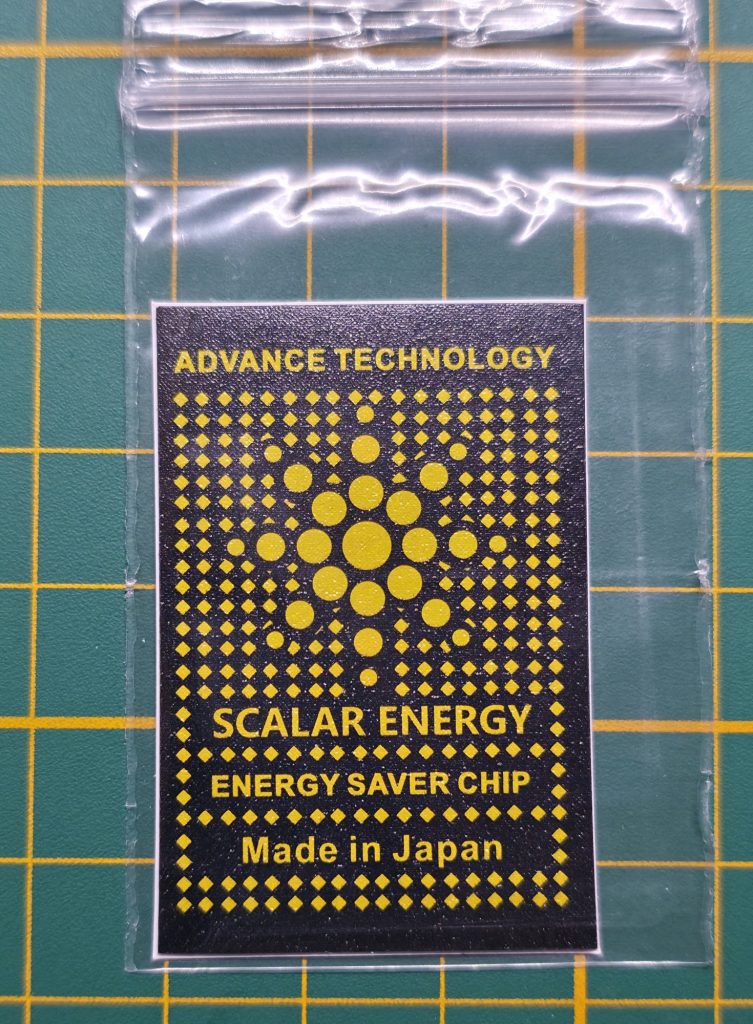 ADVANCE TECHNOLOGY
SCALAR ENERGY
ENERGY SAVER CHIP
Made in Japan